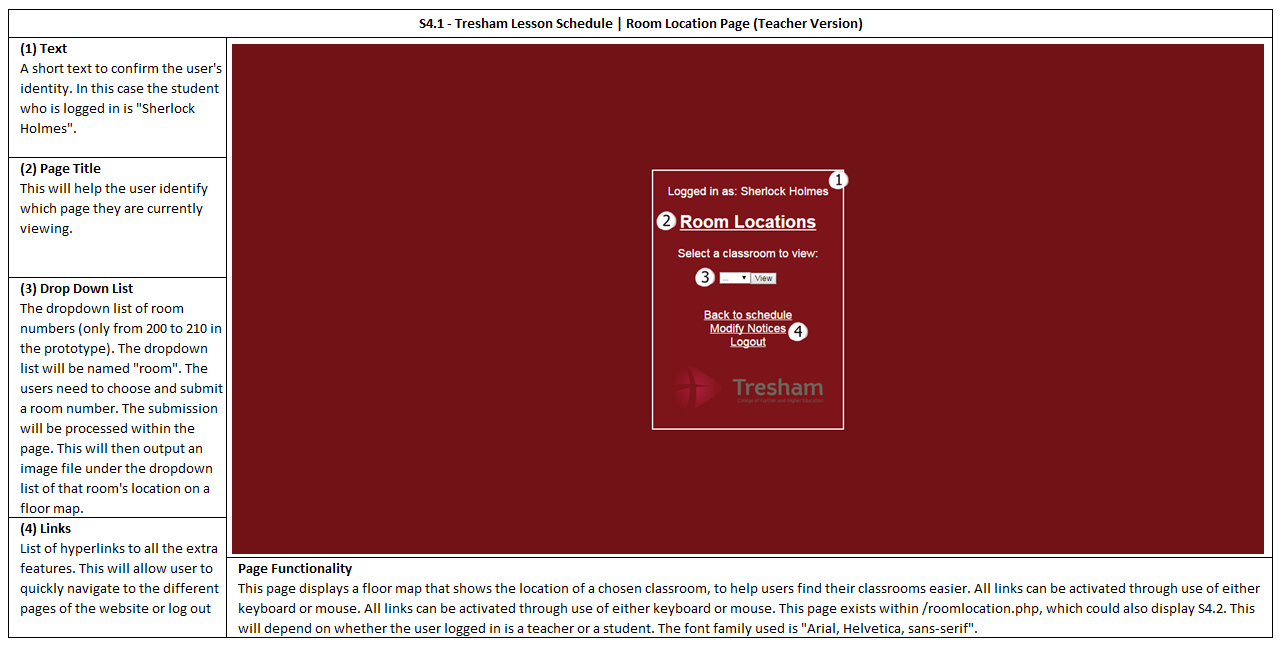 S4.1 - Tresham Lesson Schedule | Room Location Page (Teacher Version)
(1) Text
A short text to confirm the user's
identity. In this case the student
who is logged in is "Sherlock
Holmes".
(2) Page Title
This will help the user identify
which page they are currently
viewing.
(3) Drop Down List
The dropdown list of room
numbers (only from 200 to 210 in
the prototype). The dropdown
list will be named "room". The
users need to choose and submit
a room number. The submission
will be processed within the
page. This will then output an
image file under the dropdown
list of that room's location on a
floor map.
(4) Links
List of hyperlinks to all the extra
features. This will allow user to
quickly navigate to the different
pages of the website or log out
Logged in as: Sherlock Holmes
1
2
Room Locations
Select a classroom to view:
3
... View
Back to schedule
Modify Notices
4
Logout
Tresham
College of Further and Higher Education
Page Functionality
This page displays a floor map that shows the location of a chosen classroom, to help users find their classrooms easier. All links can be activated through use of either
keyboard or mouse. All links can be activated through use of either keyboard or mouse. This page exists within /roomlocation.php, which could also display S4.2. This
will depend on whether the user logged in is a teacher or a student. The font family used is "Arial, Helvetica, sans-serif".